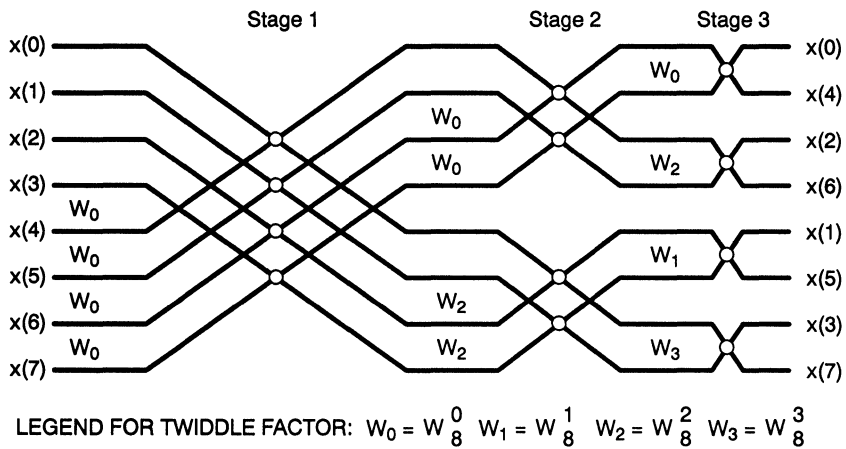 Stage 1 Stage 2 Stage 3
x(0) x(0)
W0
x(1) x(4)
W0
x(2) x(2)
W0 W2
x(3) x(6)
W0
x(4) x(1)
W0 W1
x(5) x(5)
W0 W2
x(6) x(3)
W0 W2 W3
x(7) x(7)
LEGEND FOR TWIDDLE FACTOR: W0 = W 0 8 W1 = W 1 8 W2 = W 2 8 W3 = W 3 8